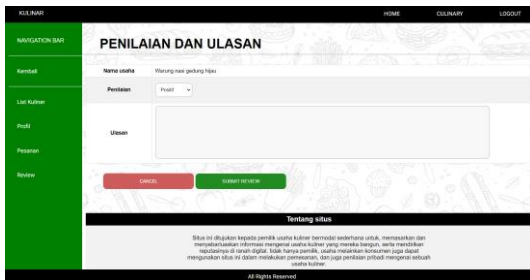 KULINAR
HOME
CULINARY
LOGOUT
NAVIGATION BAR
Kembali
List Kuliner
Profil
Pesanan
Review
PENILAIAN DAN ULASAN
Nama usaha
Warung nasi gedung hijau
Penilaian
Positif
Ulasan
CANCEL
SUBMIT REVIEW
Tentang situs
Situs ini ditujukan kepada pemilik usaha kuliner bermodal sederhana untuk, memasarkan dan
menyebarluaskan informasi mengenai usaha kuliner yang mereka bangun, serta mendirikan
reputasinya di ranah digital. tidak hanya pemilik, usaha melainkan konsumen juga dapat
mengunakan situs ini dalam melakukan pemesanan, dan juga penilaian pribadi mengenai sebuah
usaha kuliner.
All Rights Reserved